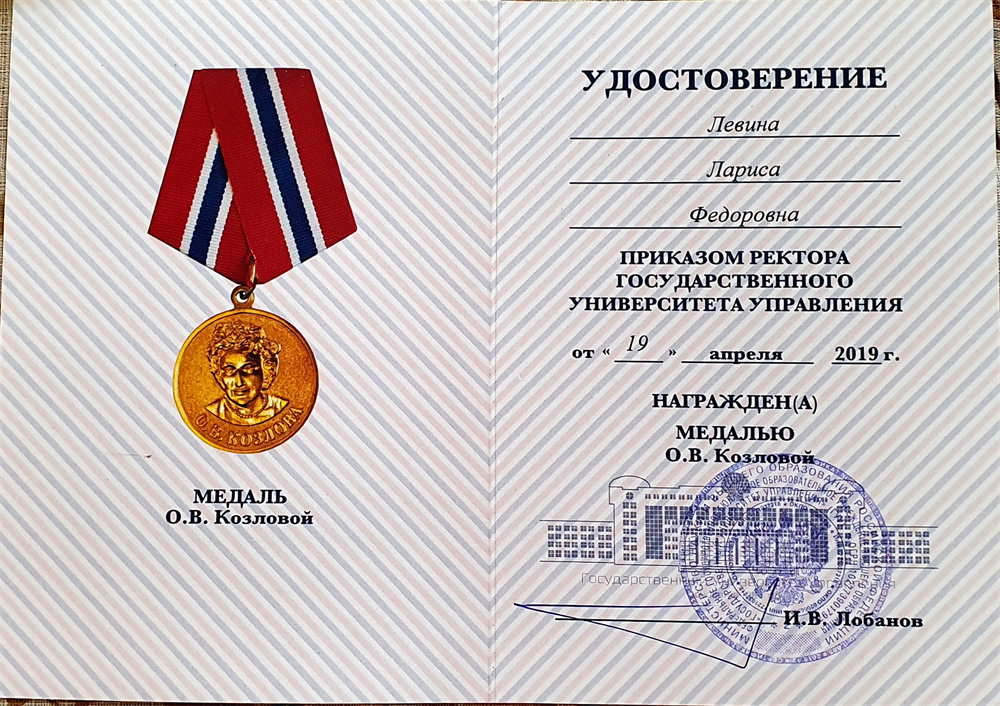 О.В. КОЗЛОВА
МЕДАЛЬ
О.В. Козловой
УДОСТОВЕРЕНИЕ
Левина
Лариса
Федоровна
ПРИКАЗОМ РЕКТОРА
ГОСУДАРСТВЕННОГО
УНИВЕРСИТЕТА УПРАВЛЕНИЯ
от « 19 » апреля 2019 г.
НАГРАЖДЕН(А)
МЕДАЛЬЮ
О.В. Козловой
Государственный
И.В. Лобанов